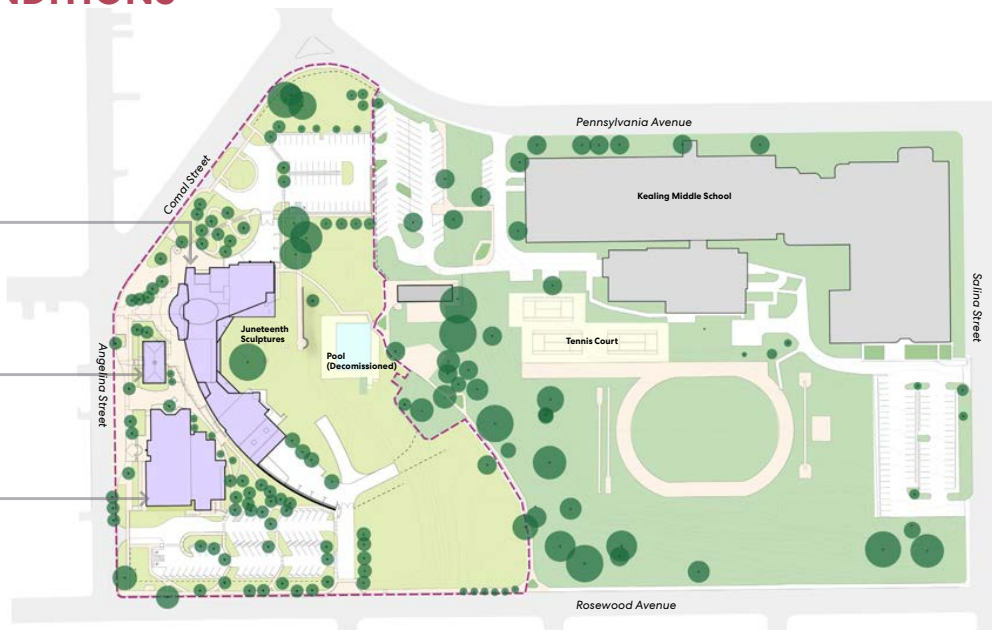 NDITIONS
Pennsylvania Avenue
Comal Street
Kealing Middle School
Salina Street
Juneteenth
Sculptures
Tennis Court
Pool
(Decomissioned)
Angelina Street
Rosewood Avenue